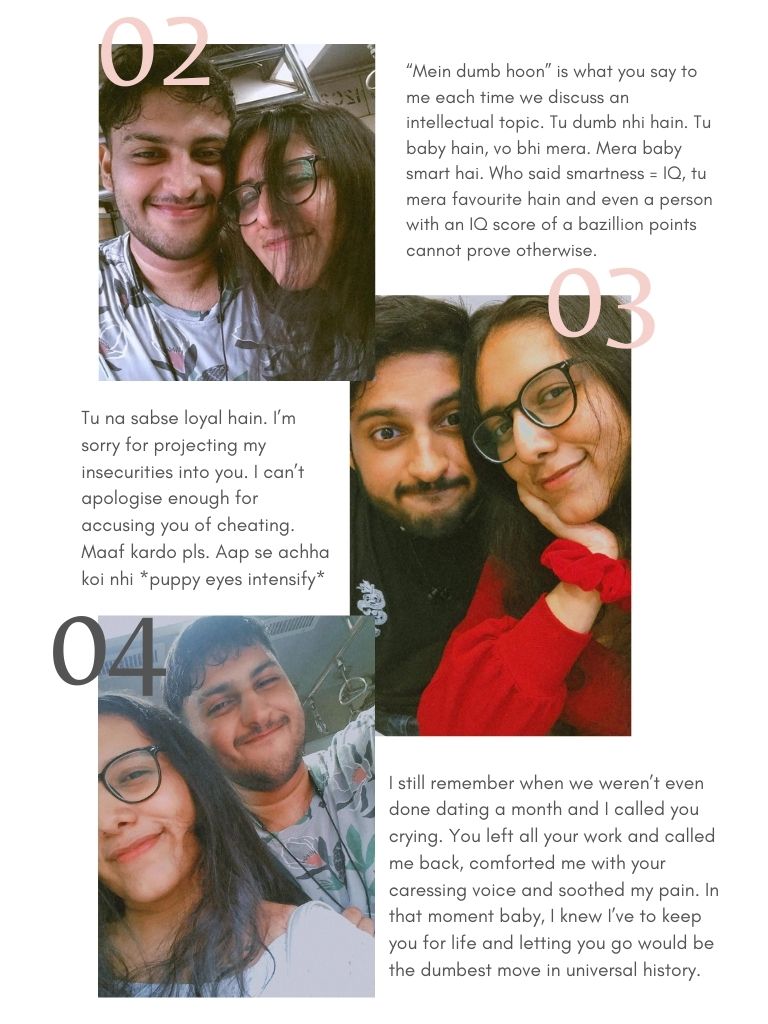 02
“Mein dumb hoon” is what you say to
me each time we discuss an
intellectual topic. Tu dumb nhi hain. Tu
baby hain, vo bhi mera. Mera baby
smart hai. Who said smartness = IQ, tu
mera favourite hain and even a person
with an IQ score of a bazillion points
cannot prove otherwise.
03
Tu na sabse loyal hain. I’m
sorry for projecting my
insecurities into you. I can’t
apologise enough for
accusing you of cheating.
Maaf kardo pls. Aap se achha
koi nhi *puppy eyes intensify*
04
I still remember when we weren’t even
done dating a month and I called you
crying. You left all your work and called
me back, comforted me with your
caressing voice and soothed my pain. In
that moment baby, I knew I’ve to keep
you for life and letting you go would be
the dumbest move in universal history.